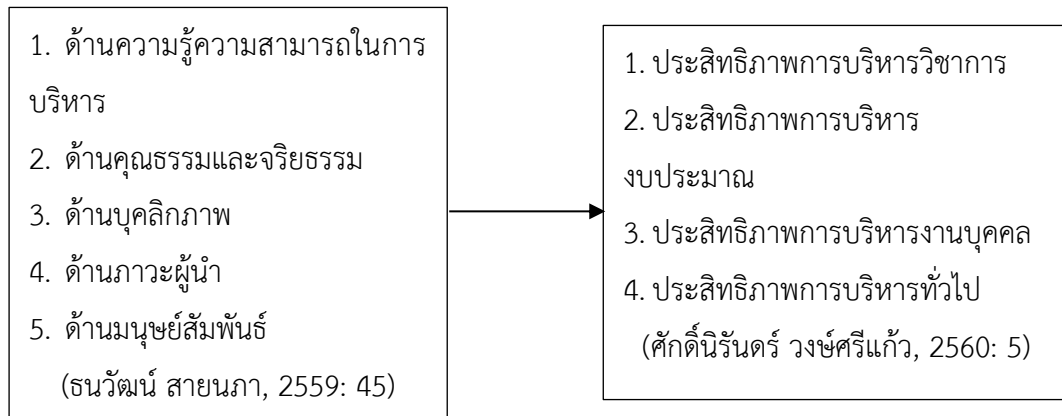 1. ด้านความรู้ความสามารถในการ
บริหาร
2. ด้านคุณธรรมและจริยธรรม
3. ด้านบุคลิกภาพ
4. ด้านภาวะผู้นำ
5. ด้านมนุษย์สัมพันธ์
(ธนวัฒน์ สายนภา, 2559: 45)
1. ประสิทธิภาพการบริหารวิชาการ
2. ประสิทธิภาพการบริหาร
งบประมาณ
3. ประสิทธิภาพการบริหารงานบุคคล
4. ประสิทธิภาพการบริหารทั่วไป
(ศักดิ์นิรันดร์ วงษ์ศรีแก้ว, 2560: 5)